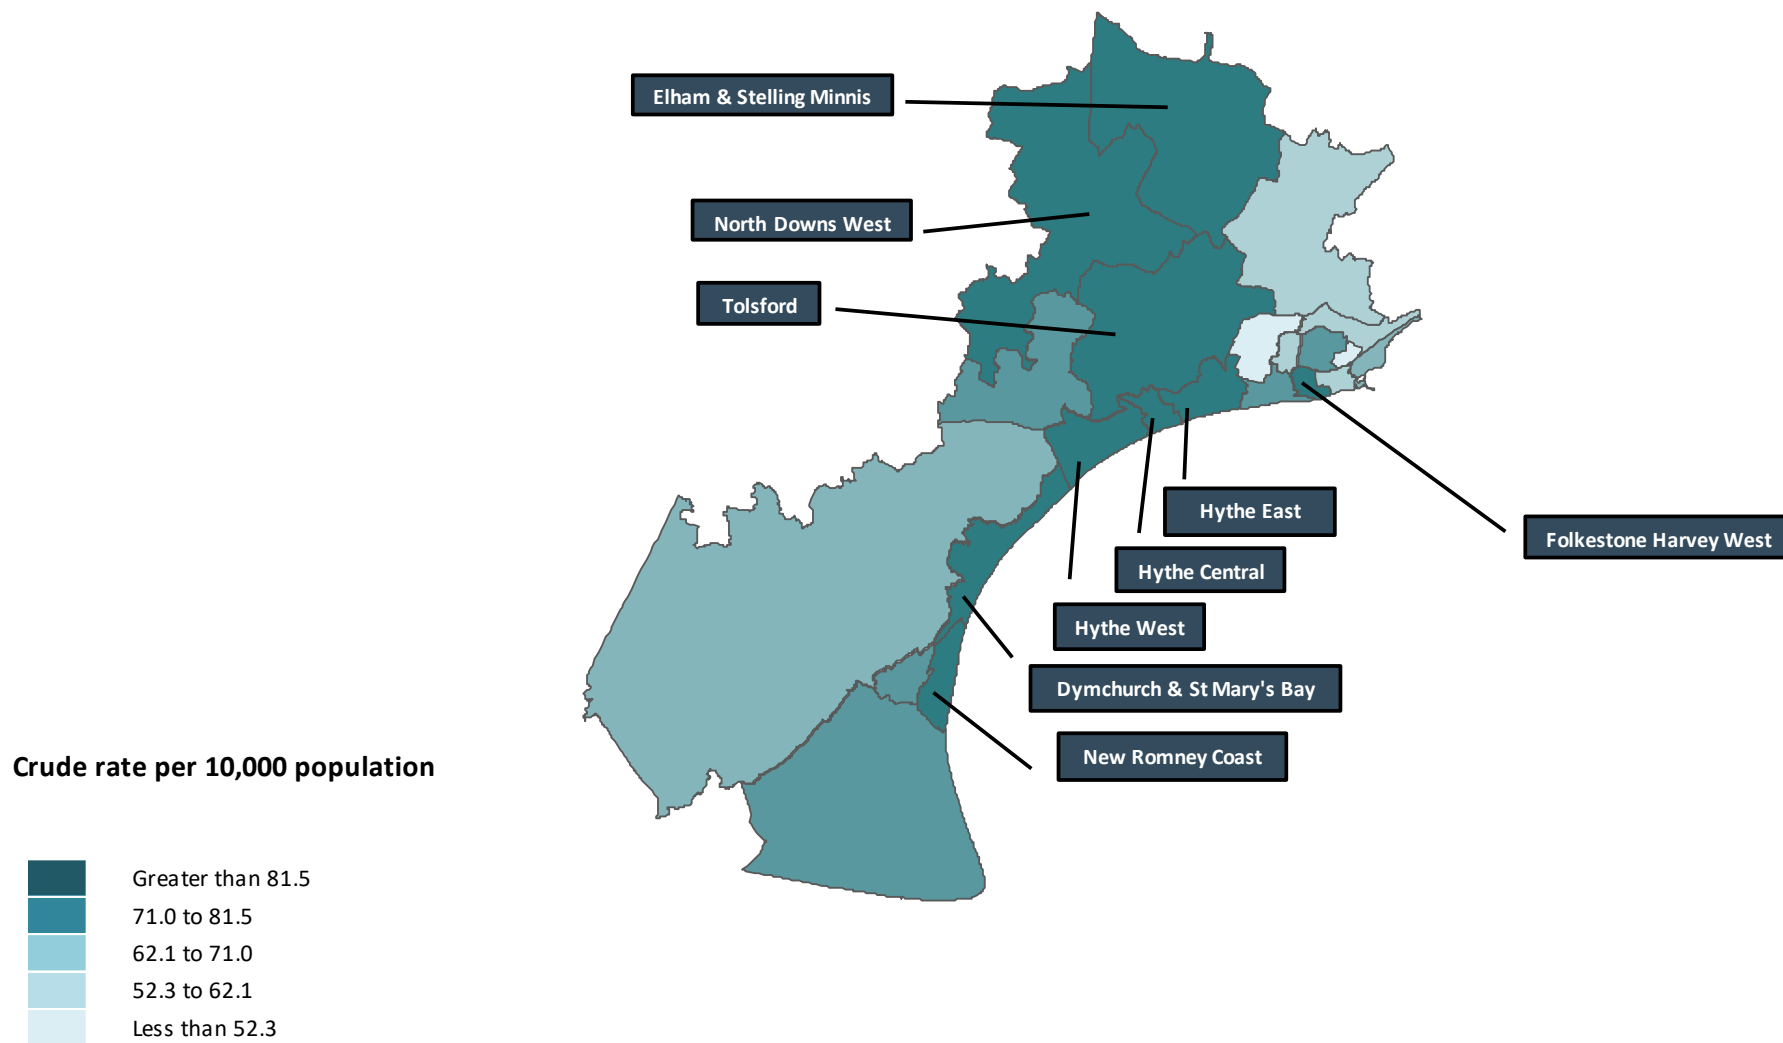 Elham & Stelling Minnis
North Downs West
Tolsford
Hythe East
Folkestone Harvey West
Hythe Central
Hythe West
Dymchurch & St Mary's Bay
New Romney Coast
Crude rate per 10,000 population
Greater than 81.5
71.0 to 81.5
62.1 to 71.0
52.3 to 62.1
Less than 52.3